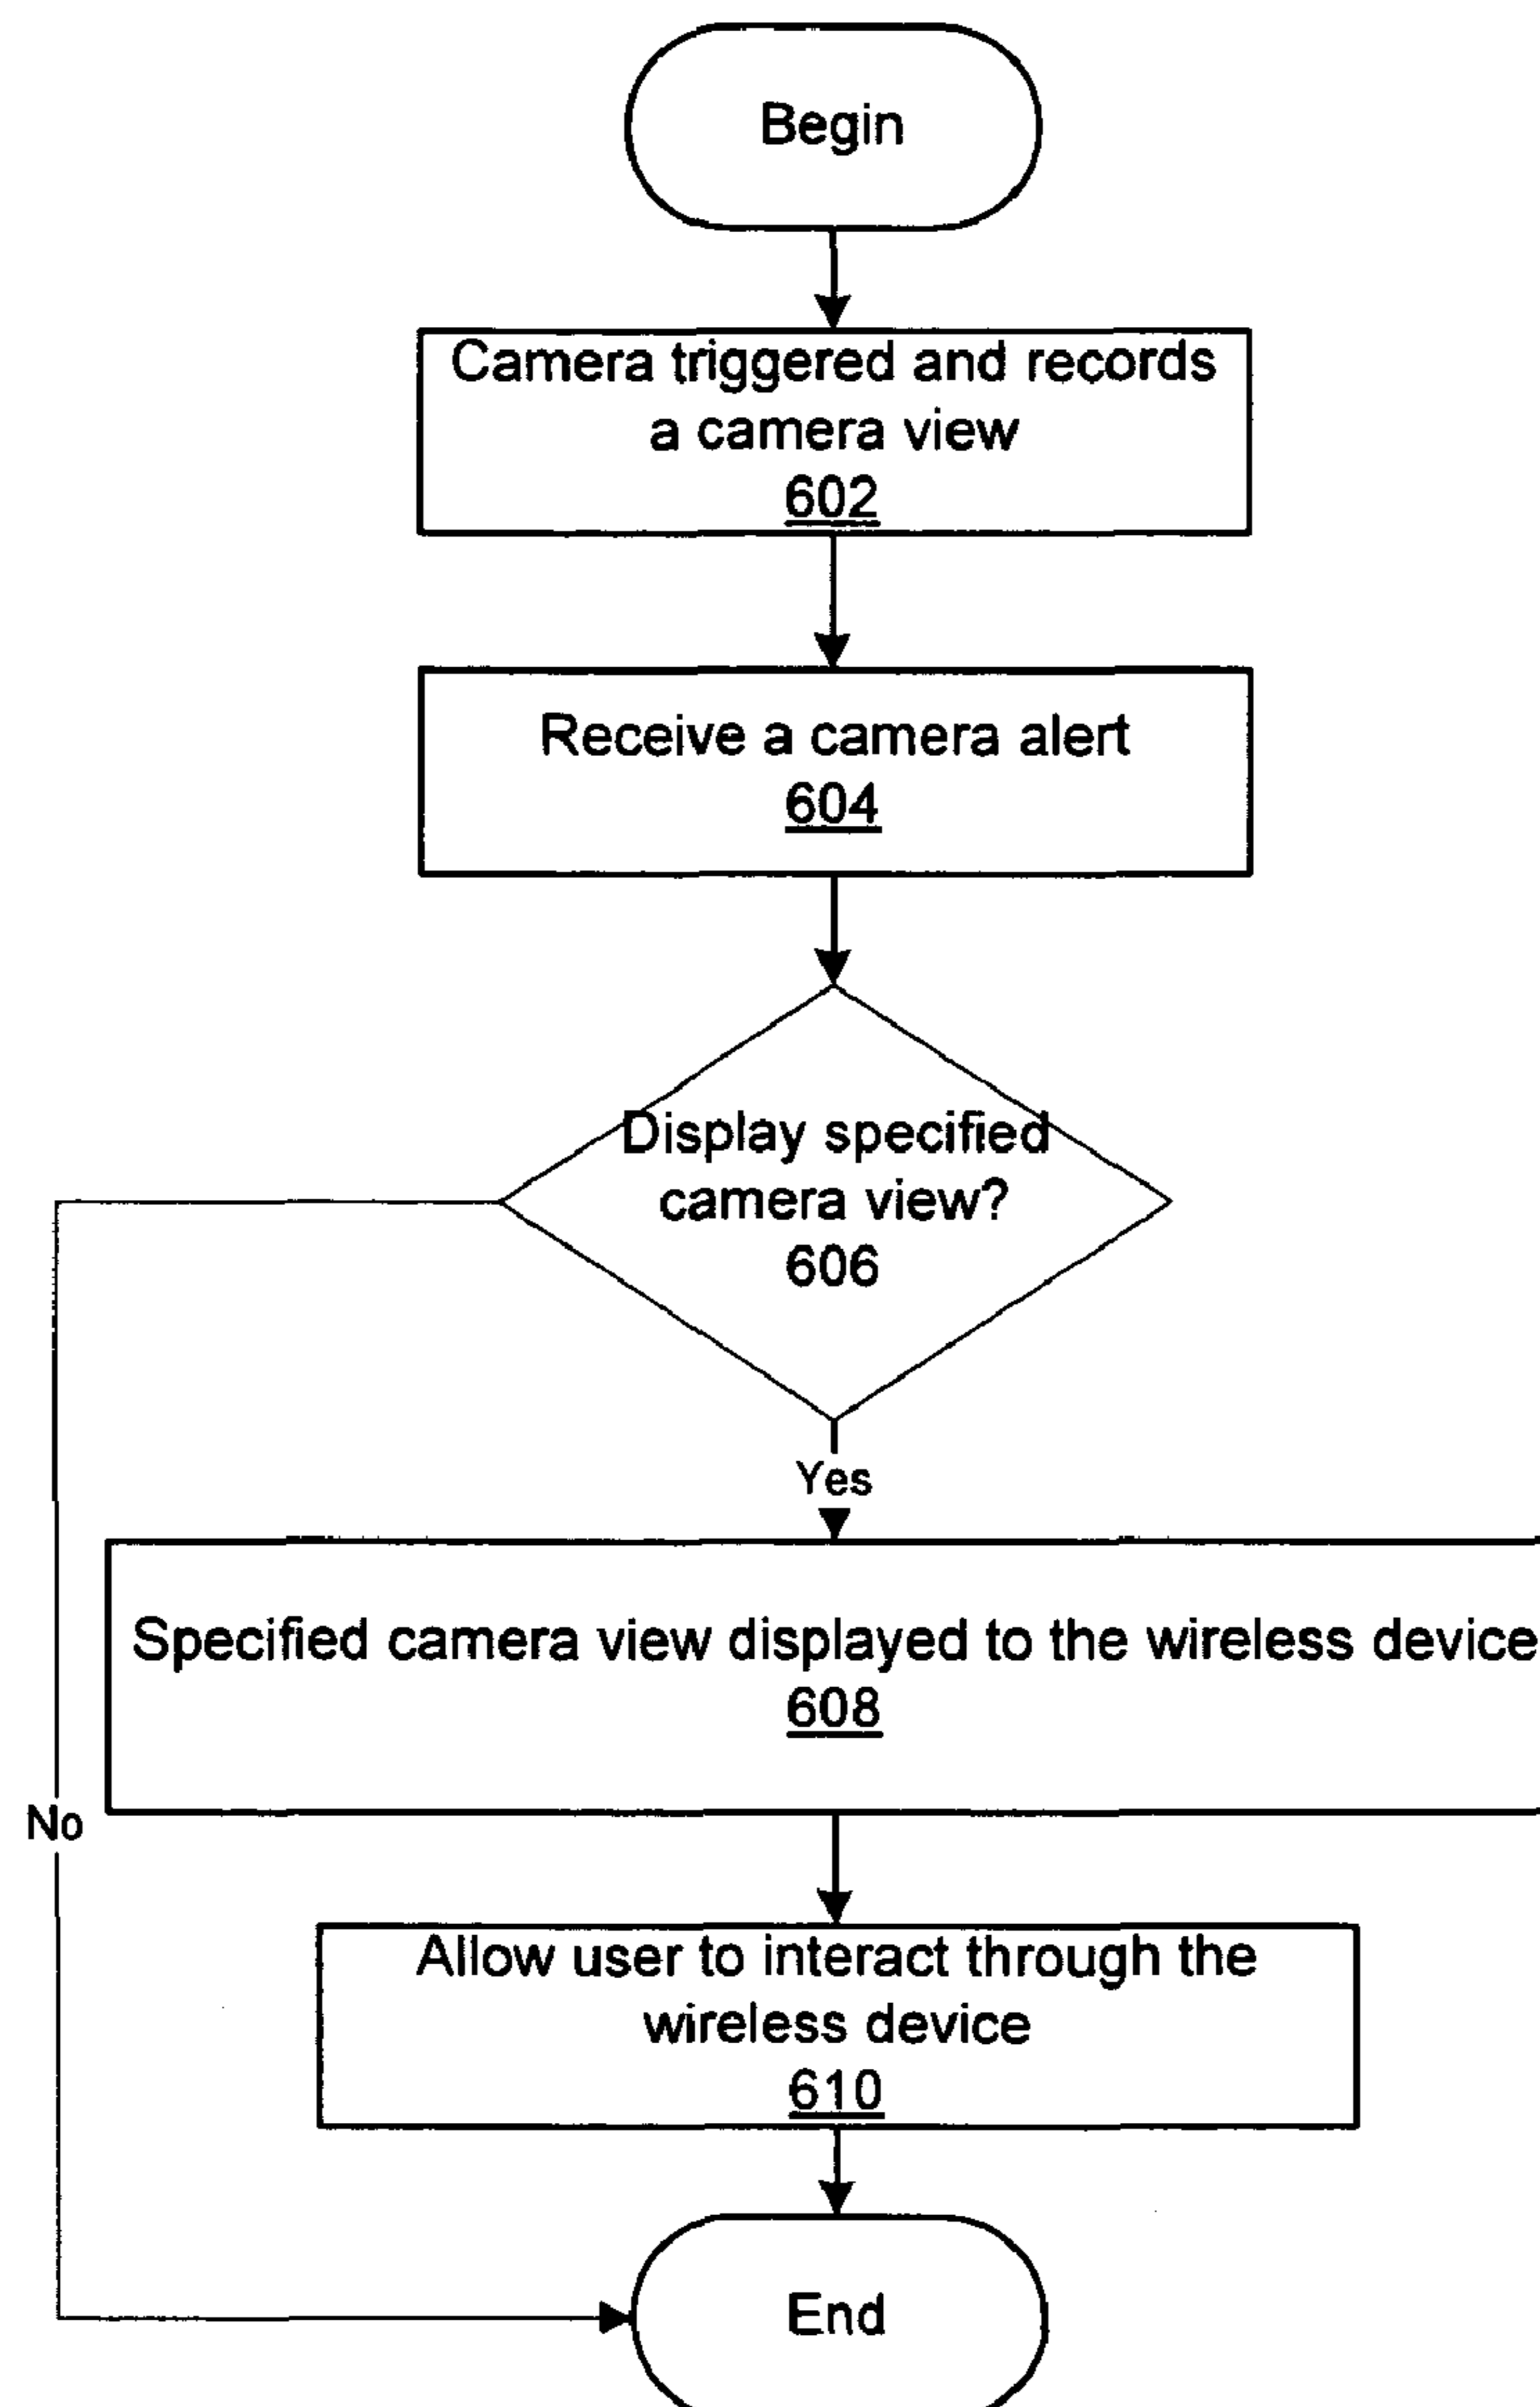 Begin
Camera triggered and records
a camera view
602
Receive a camera alert
604
Display specified
camera view?
606
Yes
Specified camera view displayed to the wireless device
608
No
Allow user to interact through the
wireless device
610
End